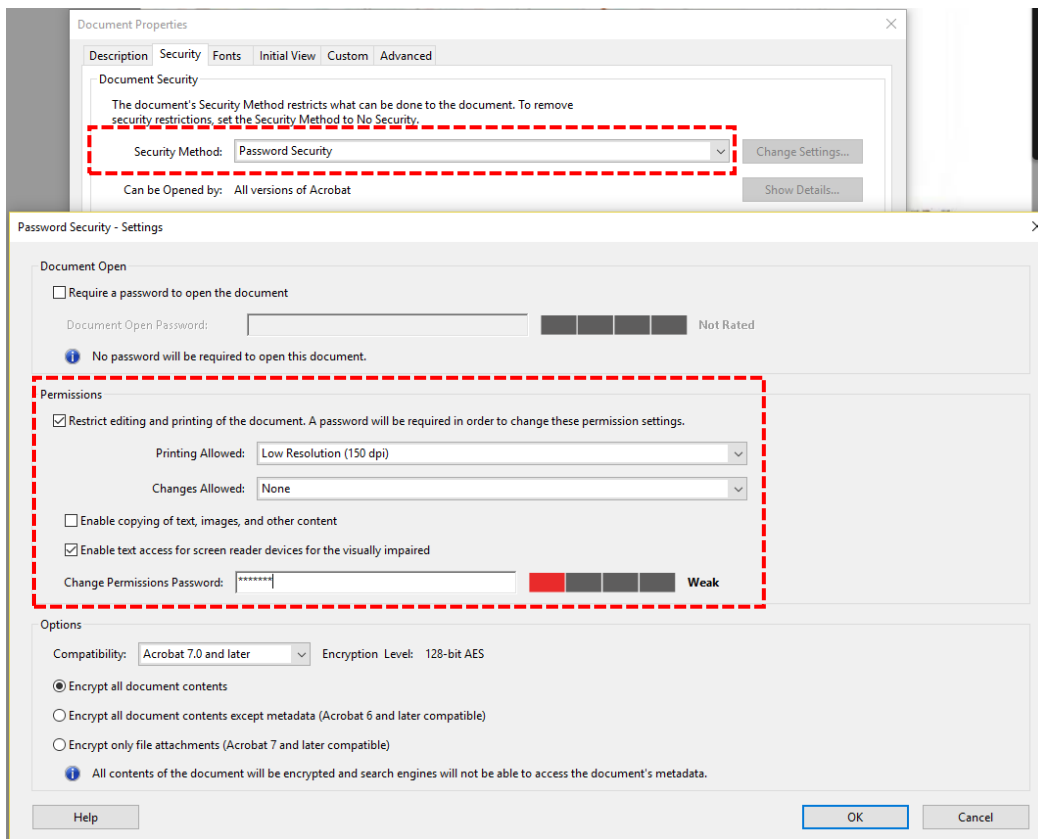 Document Properties
Description Security Fonts Initial View Custom Advanced
Document Security
The document's Security Method restricts what can be done to the document. To remove
security restrictions, set the Security Method to No Security.
Security Method: Password Security Change Settings...
Can be Opened by: All versions of Acrobat Show Details...
Password Security - Settings
Document Open
Require a password to open the document
Document Open Password: Not Rated
No password will be required to open this document.
Permissions
Restrict editing and printing of the document. A password will be required in order to change these permission settings.
Printing Allowed: Low Resolution (150 dpi)
Changes Allowed: None
Enable copying of text, images, and other content
Enable text access for screen reader devices for the visually impaired
Change Permissions Password: ******* Weak
Options
Compatibility: Acrobat 7.0 and later Encryption Level: 128-bit AES
Encrypt all document contents
Encrypt all document contents except metadata (Acrobat 6 and later compatible)
Encrypt only file attachments (Acrobat 7 and later compatible)
All contents of the document will be encrypted and search engines will not be able to access the document's metadata.
Help OK Cancel